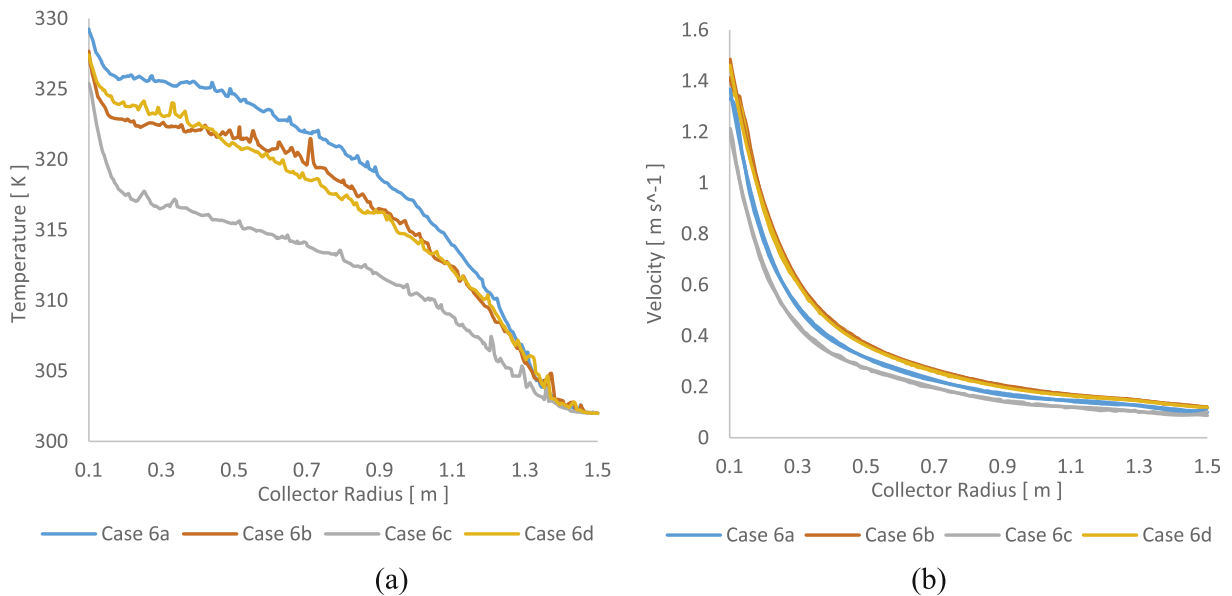 330
325
320
315
310
305
300
Temperature [ K ]
0.1 0.3 0.5 0.7 0.9 1.1 1.3 1.5
Collector Radius [ m ]
Case 6a Case 6b Case 6c Case 6d
(a)
1.6
1.4
1.2
1
0.8
0.6
0.4
0.2
0
Velocity [ m s^-1 ]
0.1 0.3 0.5 0.7 0.9 1.1 1.3 1.5
Collector Radius [ m ]
Case 6a Case 6b Case 6c Case 6d
(b)